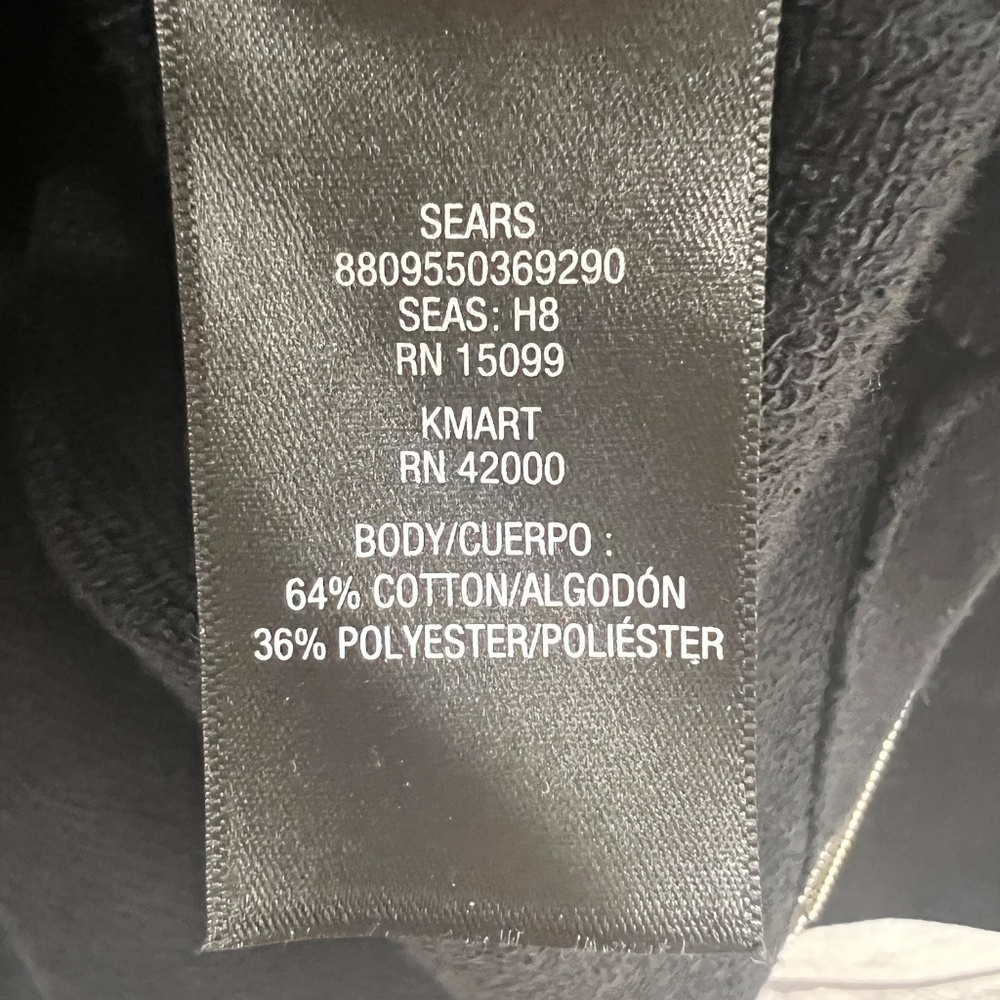 SEARS
8809550369290
SEAS: H8
RN 15099
KMART
RN 42000
BODY/CUERPO :
64% COTTON/ALGODÓN
36% POLYESTER/POLIÉSTER